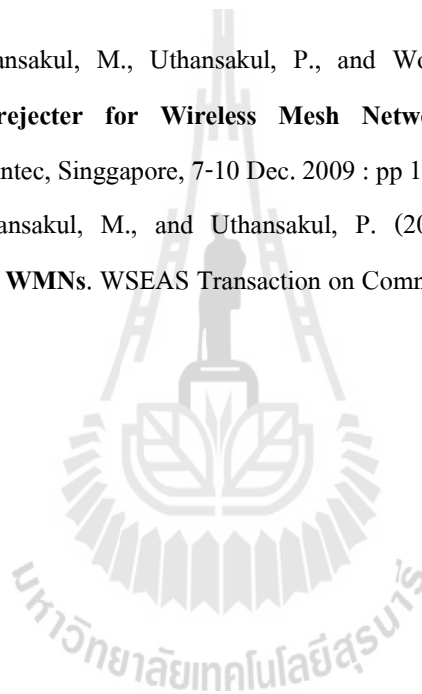 ansakul, M., Uthansakul, P., and Wo
rejecter for Wireless Mesh Netw
ntec, Singgapore, 7-10 Dec. 2009 : pp 1
ansakul, M., and Uthansakul, P. (20
WMNs. WSEAS Transaction on Comm
มหาวิทยาลัยเทคโนโลยีสุรนารี